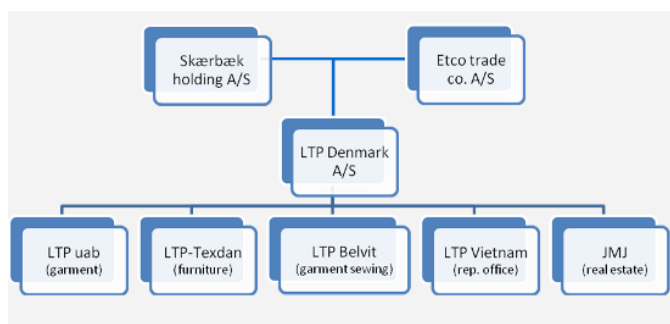 Skærbæk
holding A/S
Etco trade
co. A/S
LTP Denmark
A/S
LTP uab
(garment)
LTP-Texdan
(furniture)
LTP Belvit
(garment sewing)
LTP Vietnam
(rep. office)
JMJ
(real estate)